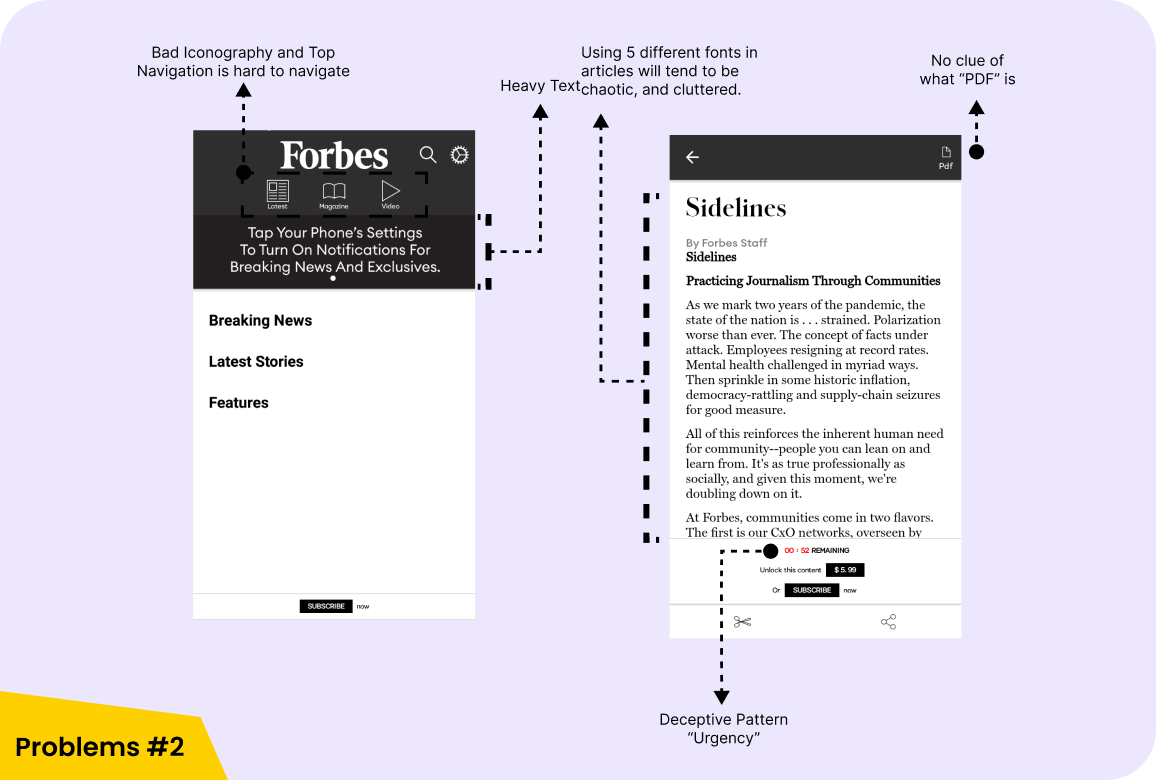 Bad Iconography and Top
Navigation is hard to navigate
Heavy Text
Using 5 different fonts in
articles will tend to be
chaotic, and cluttered.
No clue of
what “PDF” is
Forbes
Latest
Magazine
Video
Tap Your Phone’s Settings
To Turn On Notifications For
Breaking News And Exclusives.
Breaking News
Latest Stories
Features
SUBSCRIBE now
Pdf
Sidelines
By Forbes Staff
Sidelines
Practicing Journalism Through Communities
As we mark two years of the pandemic, the
state of the nation is . . . strained. Polarization
worse than ever. The concept of facts under
attack. Employees resigning at record rates.
Mental health challenged in myriad ways.
Then sprinkle in some historic inflation,
democracy-rattling and supply-chain seizures
for good measure.
All of this reinforces the inherent human need
for community--people you can lean on and
learn from. It's as true professionally as
socially, and given this moment, we're
doubling down on it.
At Forbes, communities come in two flavors.
The first is our CxO networks, overseen by
00 : 52 REMAINING
Unlock this content $ 5.99
Or SUBSCRIBE now
Deceptive Pattern
“Urgency”
Problems #2